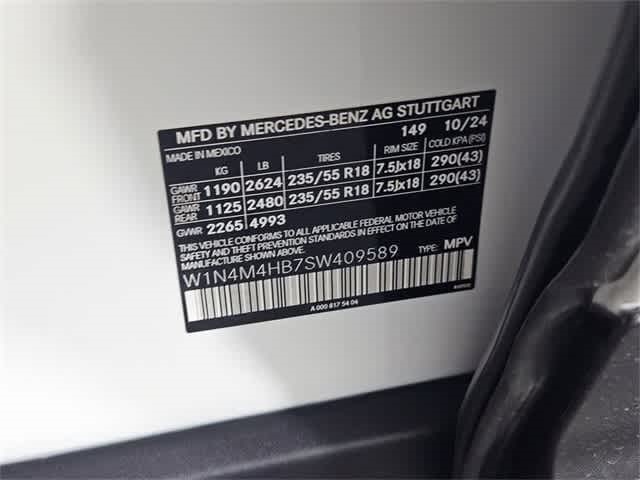 MFD BY MERCEDES-BENZ AG STUTTGART
MADE IN MEXICO 149 10/24
KG LB TIRES RIM SIZE COLD KPA (PSI)
GAWR FRONT 1190 2624 235/55 R18 7.5Jx18 290(43)
GAWR REAR 1125 2480 235/55 R18 7.5Jx18 290(43)
GVWR 2265 4993
THIS VEHICLE CONFORMS TO ALL APPLICABLE FEDERAL MOTOR VEHICLE
SAFETY AND THEFT PREVENTION STANDARDS IN EFFECT ON THE DATE OF
MANUFACTURE SHOWN ABOVE.
W1N4M4HB7SW409589 TYPE: MPV
A 000 817 54 04